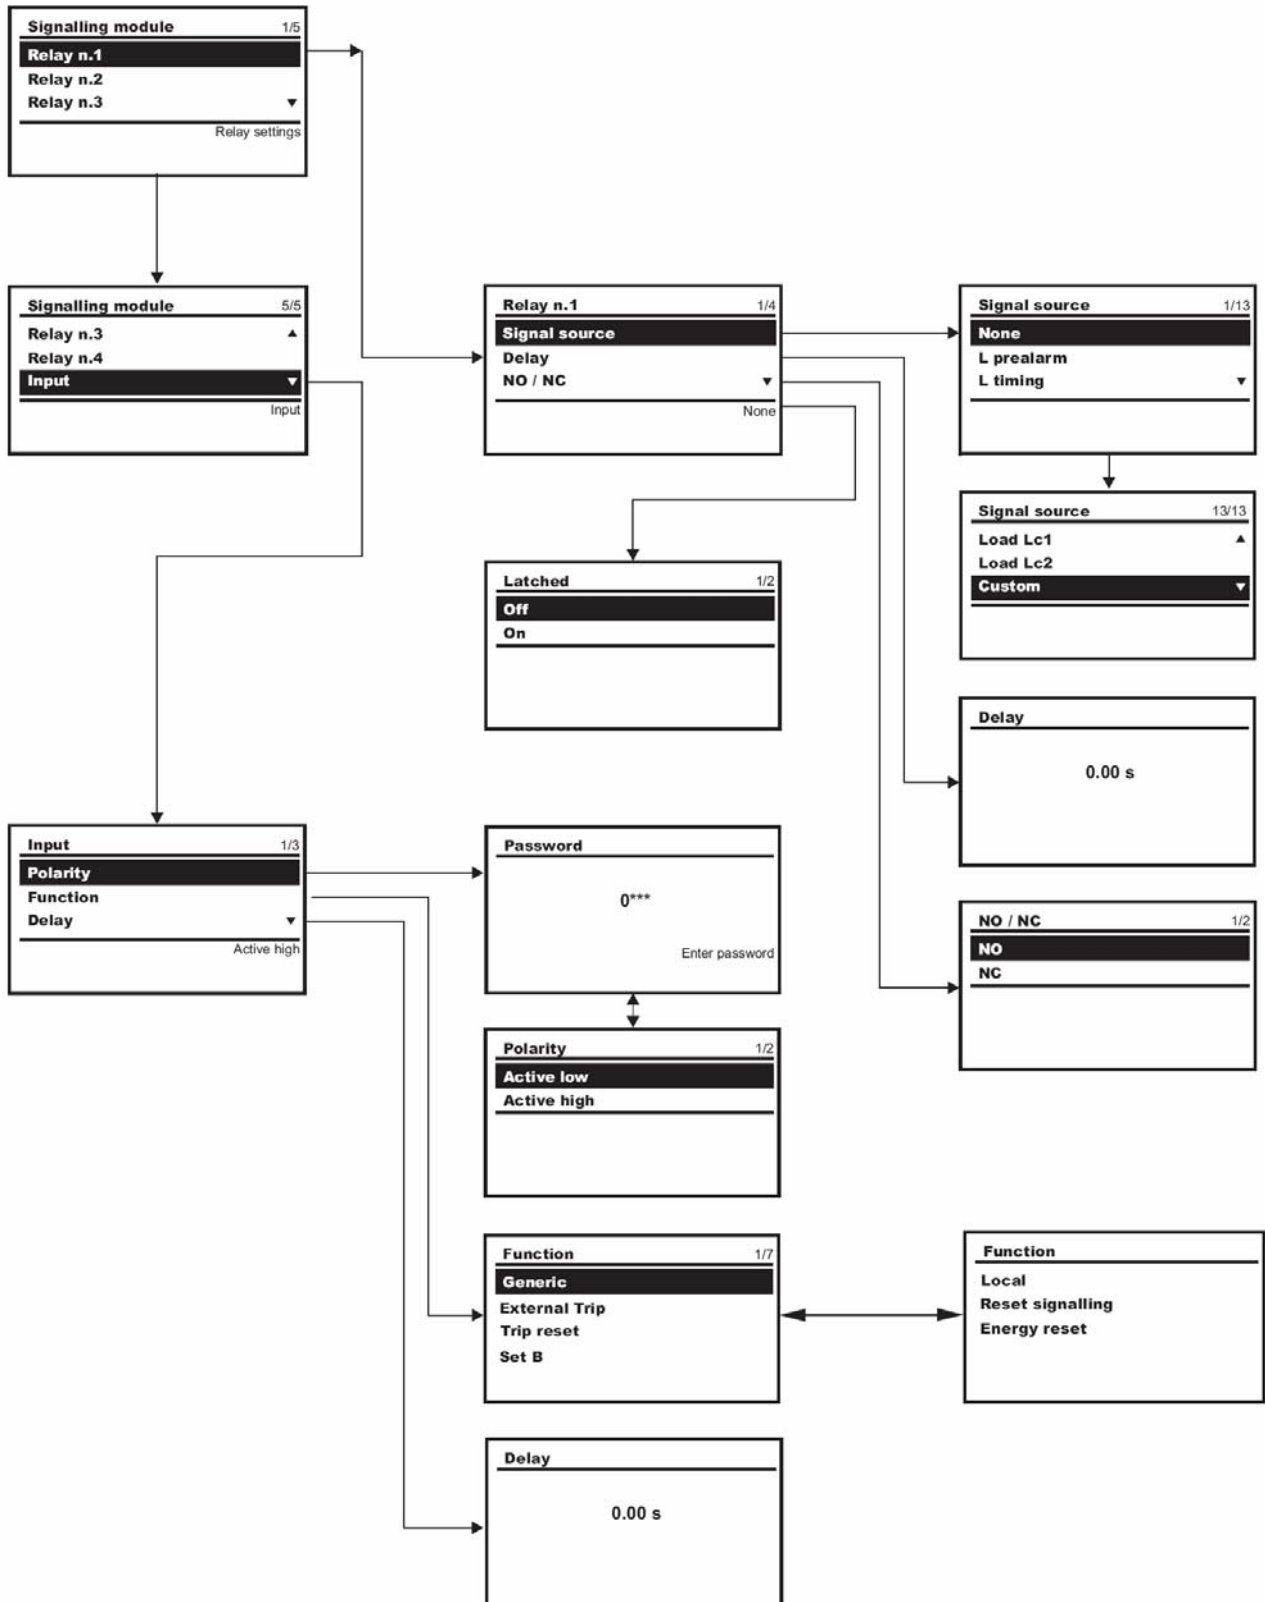 Signalling module 1/5
Relay n.1
Relay n.2
Relay n.3 ▼
Relay settings
Signalling module 5/5
Relay n.3 ▲
Relay n.4
Input ▼
Input
Relay n.1 1/4
Signal source
Delay
NO / NC ▼
None
Signal source 1/13
None
L prealarm
L timing ▼
Signal source 13/13
Load Lc1 ▲
Load Lc2
Custom ▼
Latched 1/2
Off
On
Delay
0.00 s
Input 1/3
Polarity
Function
Delay ▼
Active high
Password
0***
Enter password
NO / NC 1/2
NO
NC
Polarity 1/2
Active low
Active high
Function 1/7
Generic
External Trip
Trip reset
Set B
Function
Local
Reset signalling
Energy reset
Delay
0.00 s